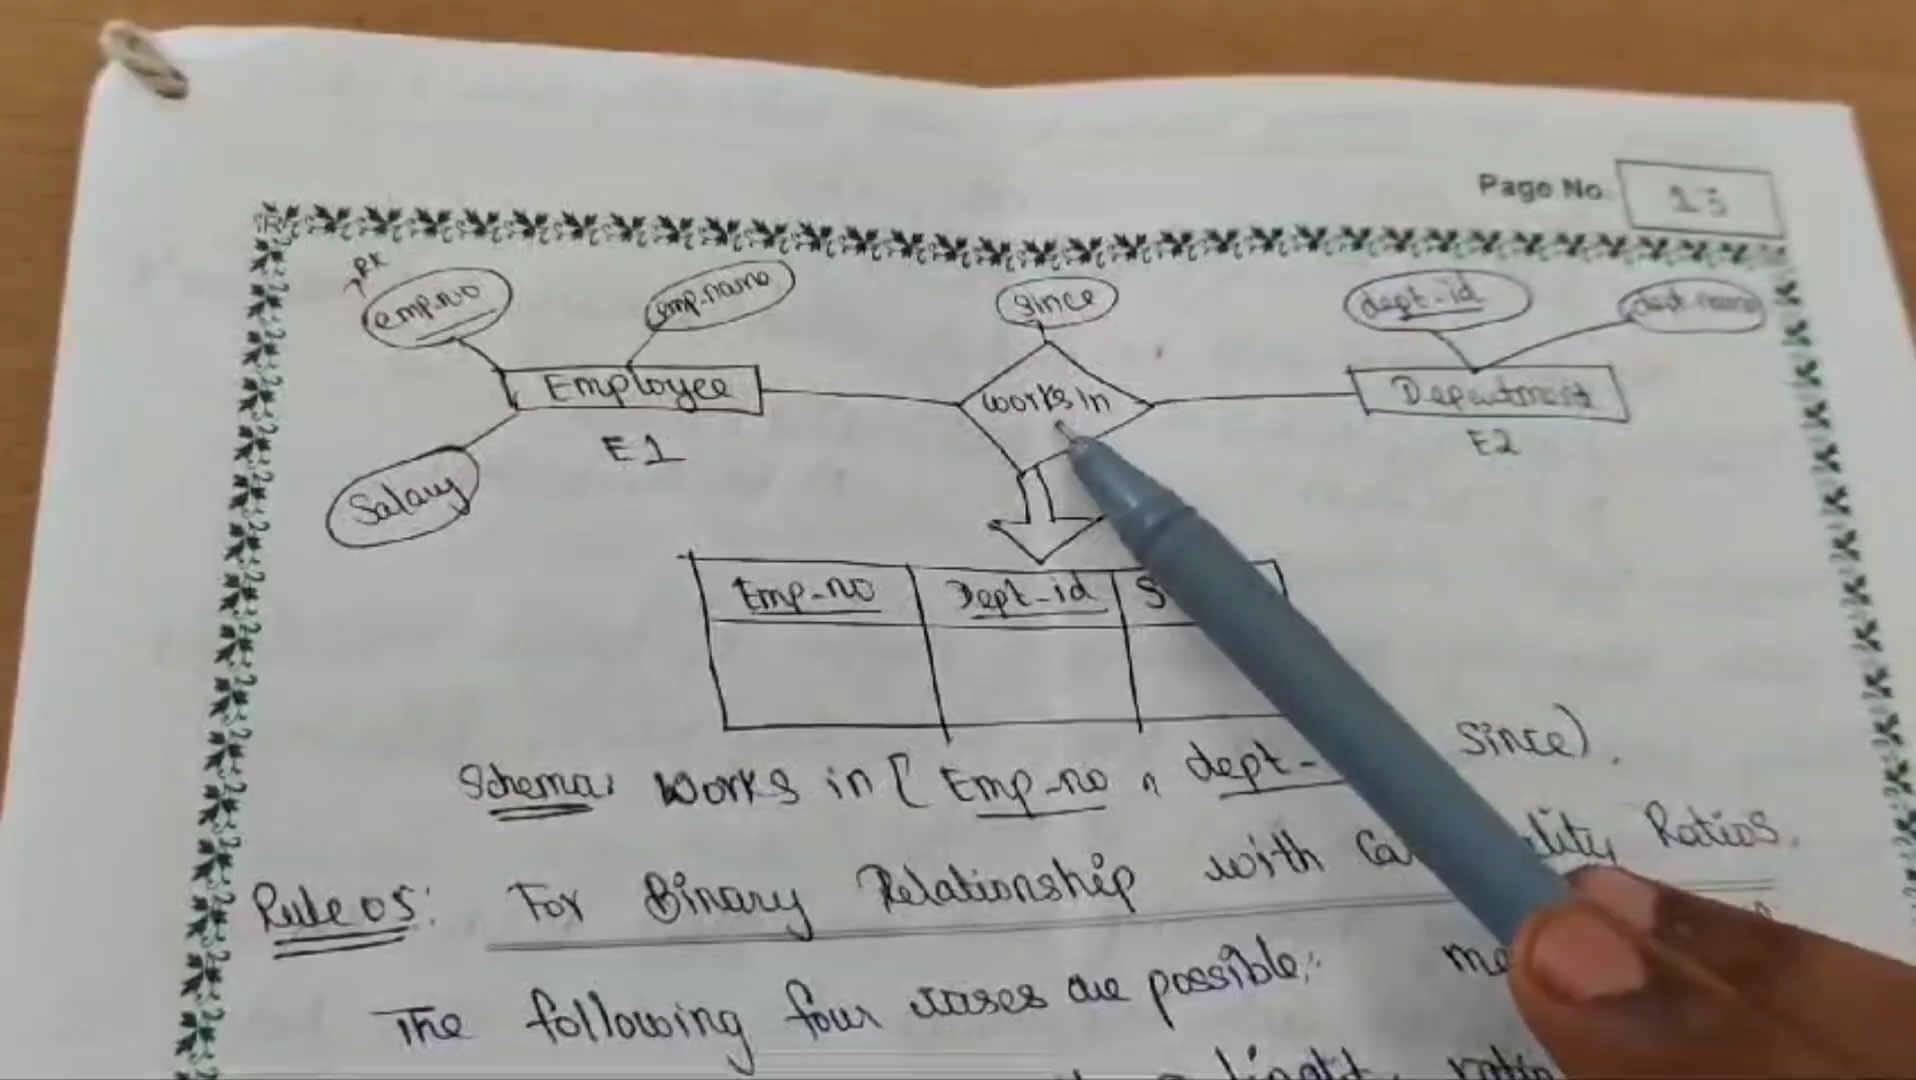 Page No. 13
PK
emp-no
emp-name
since
dept-id
dept-name
Employee
works in
Department
E1
E2
Salary
Emp-no Dept-id
Schema: works in [ Emp-no , dept- since).
Rule 05: For Binary Relationship with Ratios.
The following four cases are possible: